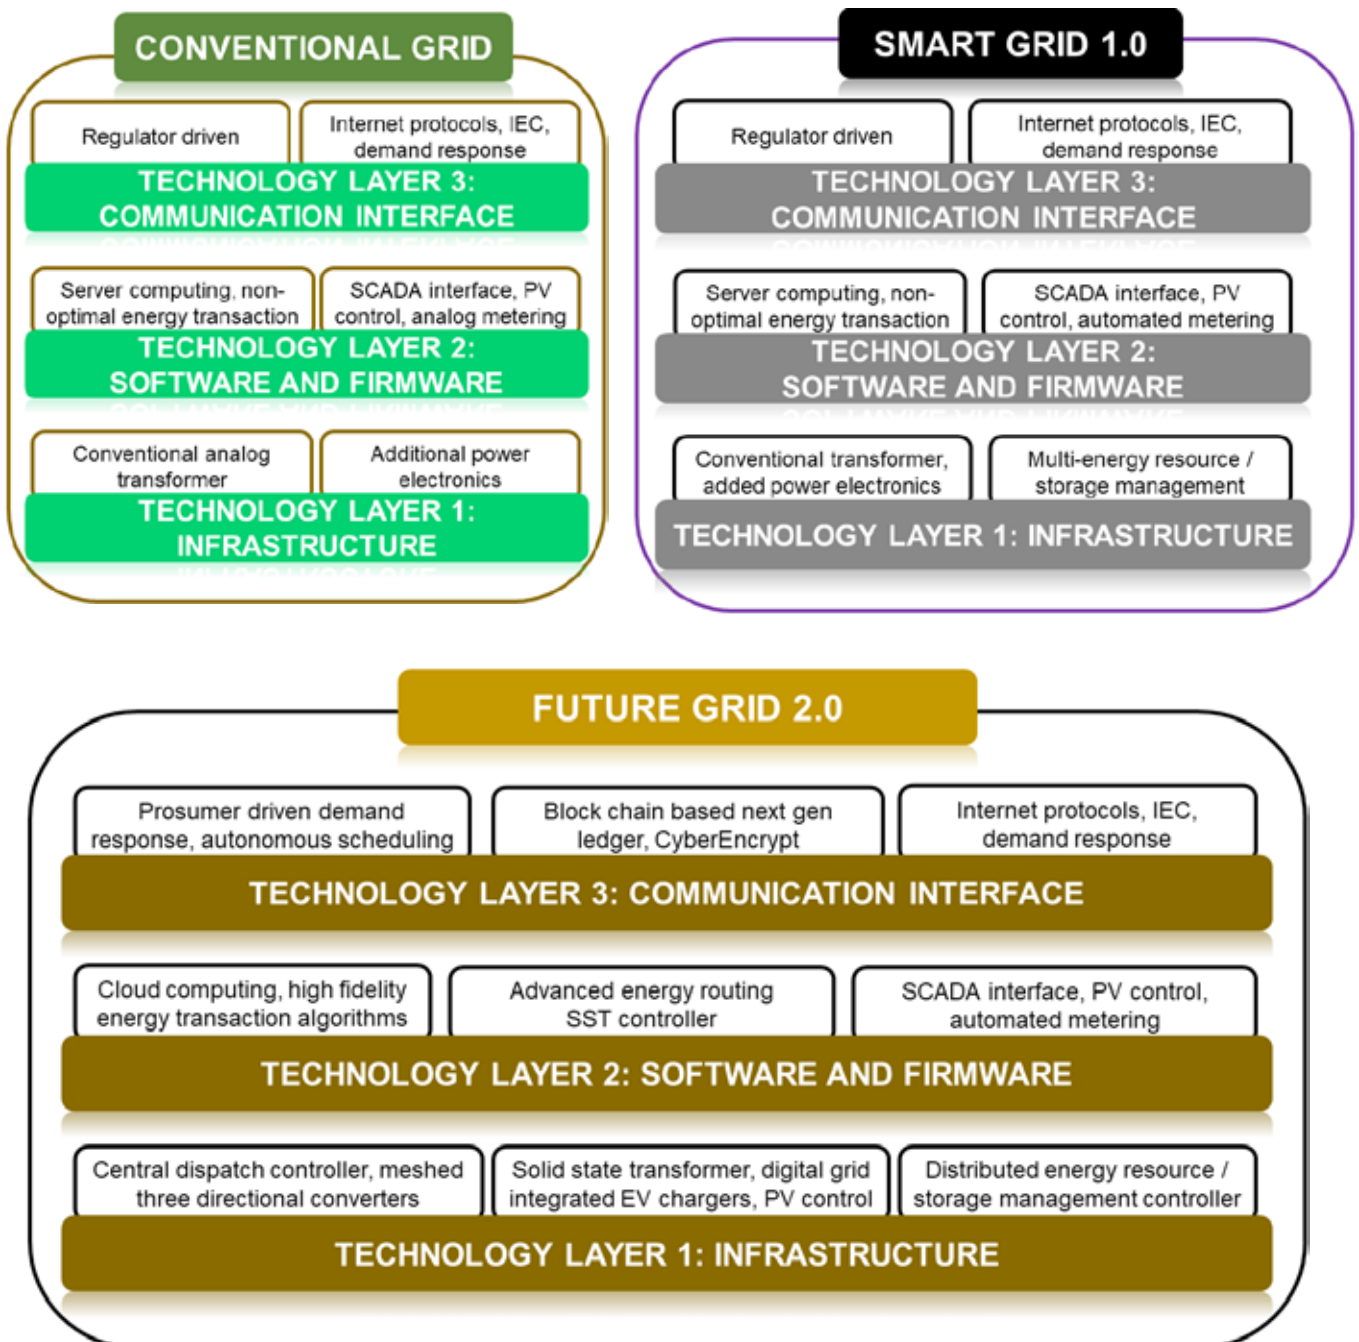 CONVENTIONAL GRID
Regulator driven
Internet protocols, IEC,
demand response
TECHNOLOGY LAYER 3:
COMMUNICATION INTERFACE
Server computing, non-
optimal energy transaction
SCADA interface, PV
control, analog metering
TECHNOLOGY LAYER 2:
SOFTWARE AND FIRMWARE
Conventional analog
transformer
Additional power
electronics
TECHNOLOGY LAYER 1:
INFRASTRUCTURE
SMART GRID 1.0
Regulator driven
Internet protocols, IEC,
demand response
TECHNOLOGY LAYER 3:
COMMUNICATION INTERFACE
Server computing, non-
optimal energy transaction
SCADA interface, PV
control, automated metering
TECHNOLOGY LAYER 2:
SOFTWARE AND FIRMWARE
Conventional transformer,
added power electronics
Multi-energy resource /
storage management
TECHNOLOGY LAYER 1: INFRASTRUCTURE
FUTURE GRID 2.0
Prosumer driven demand
response, autonomous scheduling
Block chain based next gen
ledger, CyberEncrypt
Internet protocols, IEC,
demand response
TECHNOLOGY LAYER 3: COMMUNICATION INTERFACE
Cloud computing, high fidelity
energy transaction algorithms
Advanced energy routing
SST controller
SCADA interface, PV control,
automated metering
TECHNOLOGY LAYER 2: SOFTWARE AND FIRMWARE
Central dispatch controller, meshed
three directional converters
Solid state transformer, digital grid
integrated EV chargers, PV control
Distributed energy resource /
storage management controller
TECHNOLOGY LAYER 1: INFRASTRUCTURE